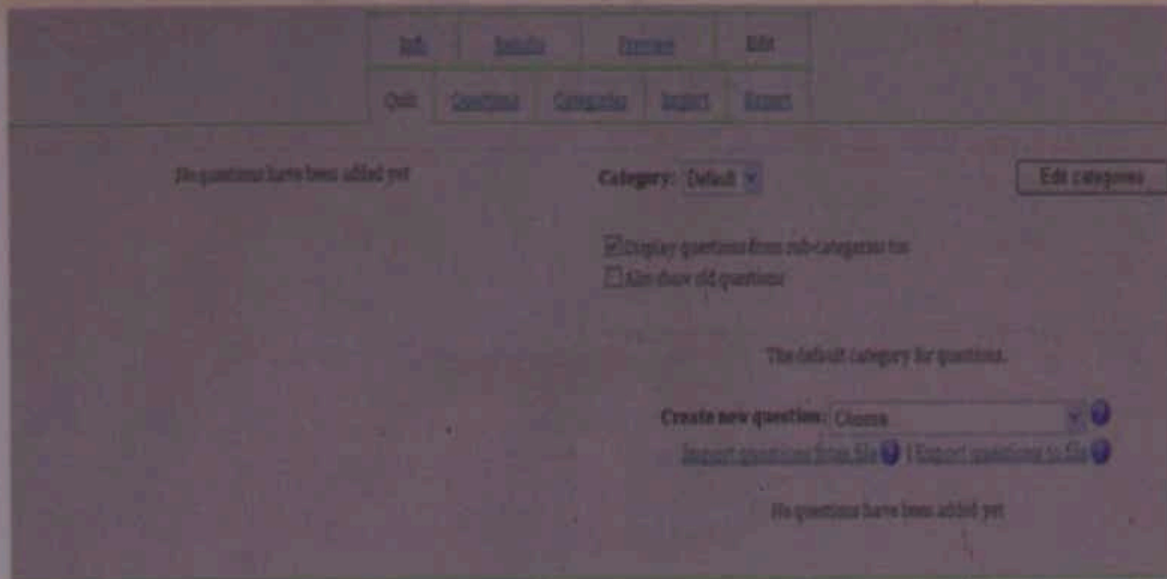 Info Results Preview Edit
Quiz Questions Categories Import Export
No questions have been added yet
Category: Default
Edit categories
Display questions from sub-categories too
Also show old questions
The default category for questions.
Create new question: Choose
Import questions from file | Export questions to file
No questions have been added yet